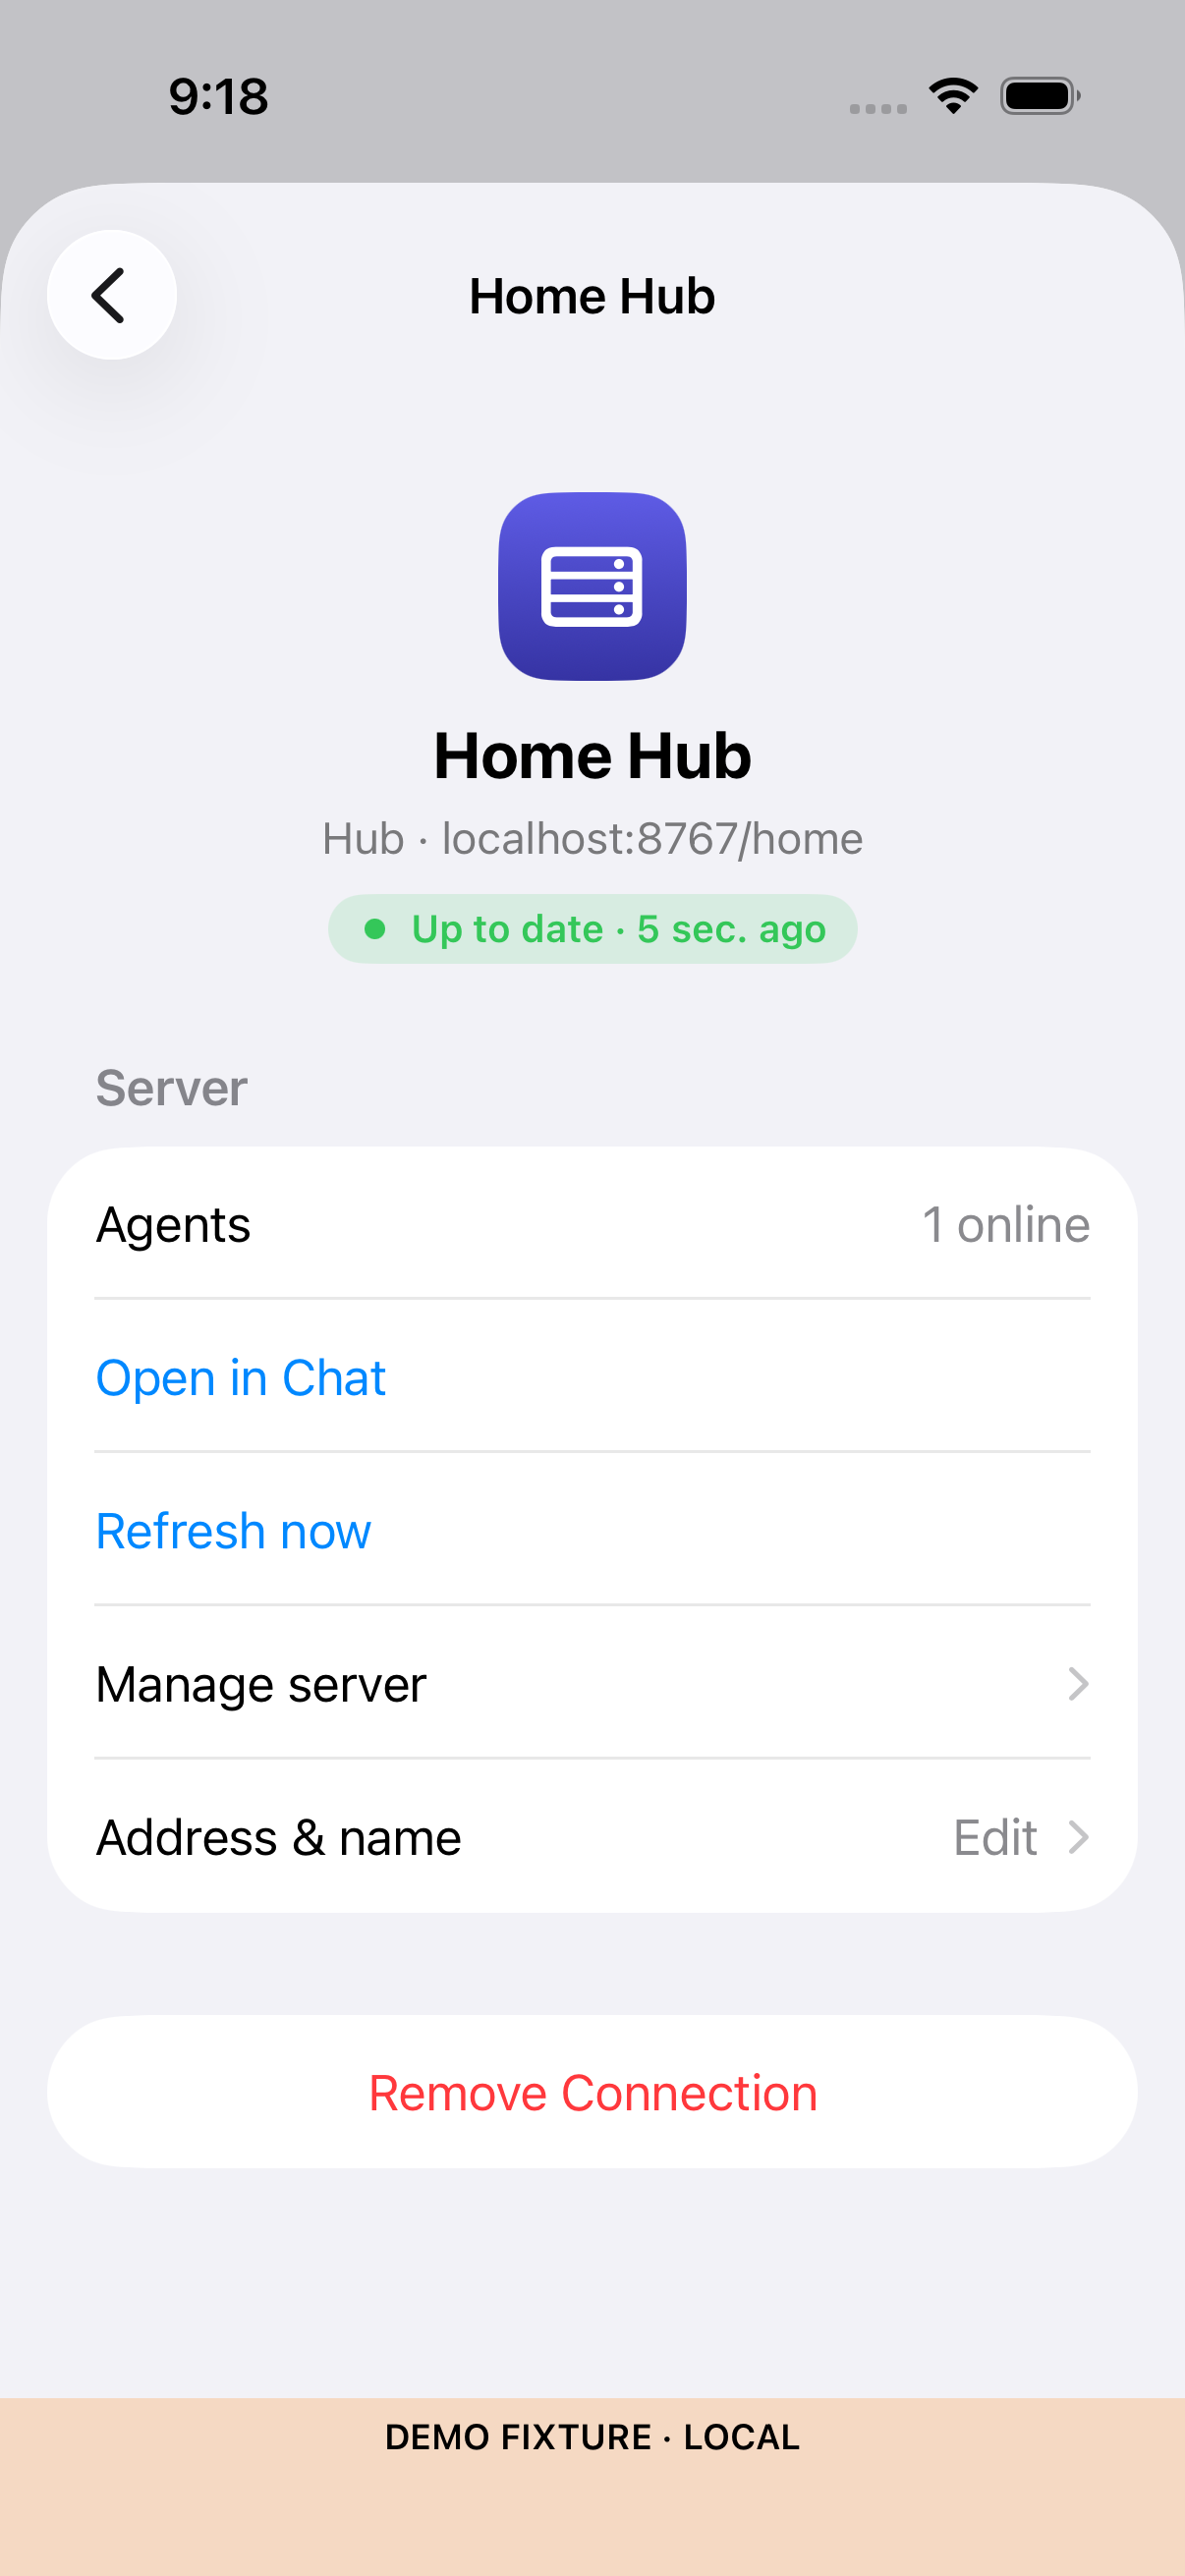 9:18
Home Hub
Home Hub
Hub · localhost:8767/home
Up to date · 5 sec. ago
Server
Agents 1 online
Open in Chat
Refresh now
Manage server
Address & name Edit
Remove Connection
DEMO FIXTURE · LOCAL